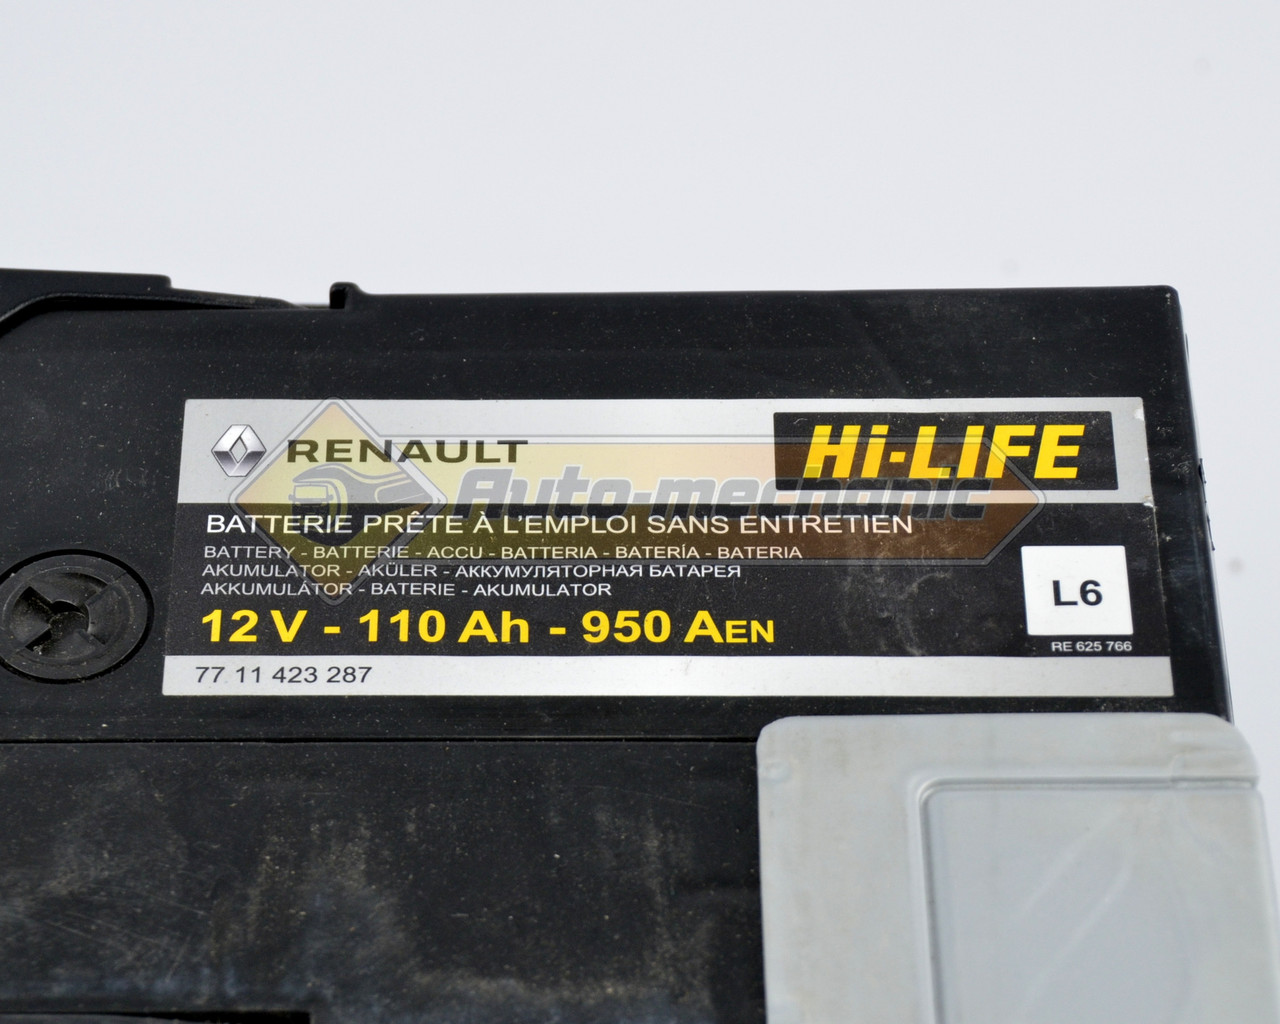 RENAULT
Hi-LIFE
Auto-mechanic
BATTERIE PRÊTE À L'EMPLOI SANS ENTRETIEN
BATTERY - BATTERIE - ACCU - BATTERIA - BATERÍA - BATERIA
AKUMULATOR - AKÜLER - АККУМУЛЯТОРНАЯ БАТАРЕЯ
AKKUMULÁTOR - BATERIE - AKUMULATOR
L6
12 V - 110 Ah - 950 AEN
RE 625 766
77 11 423 287